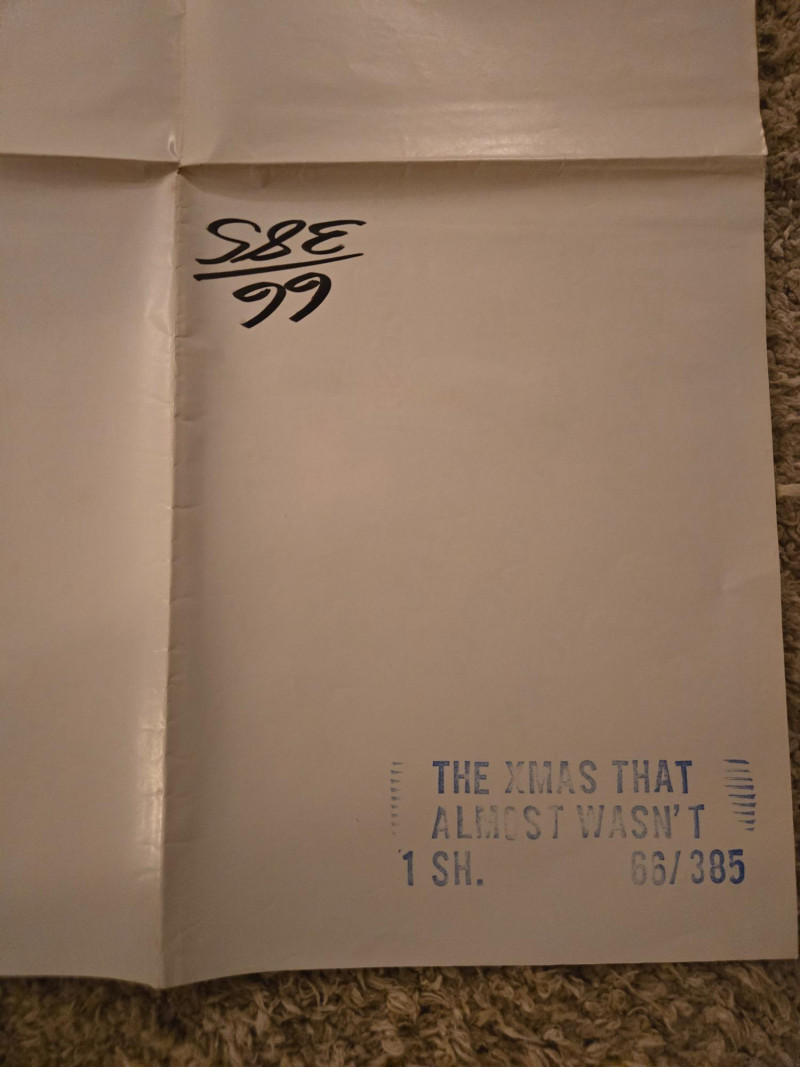 66
385
THE XMAS THAT
ALMOST WASN'T
1 SH. 66/385